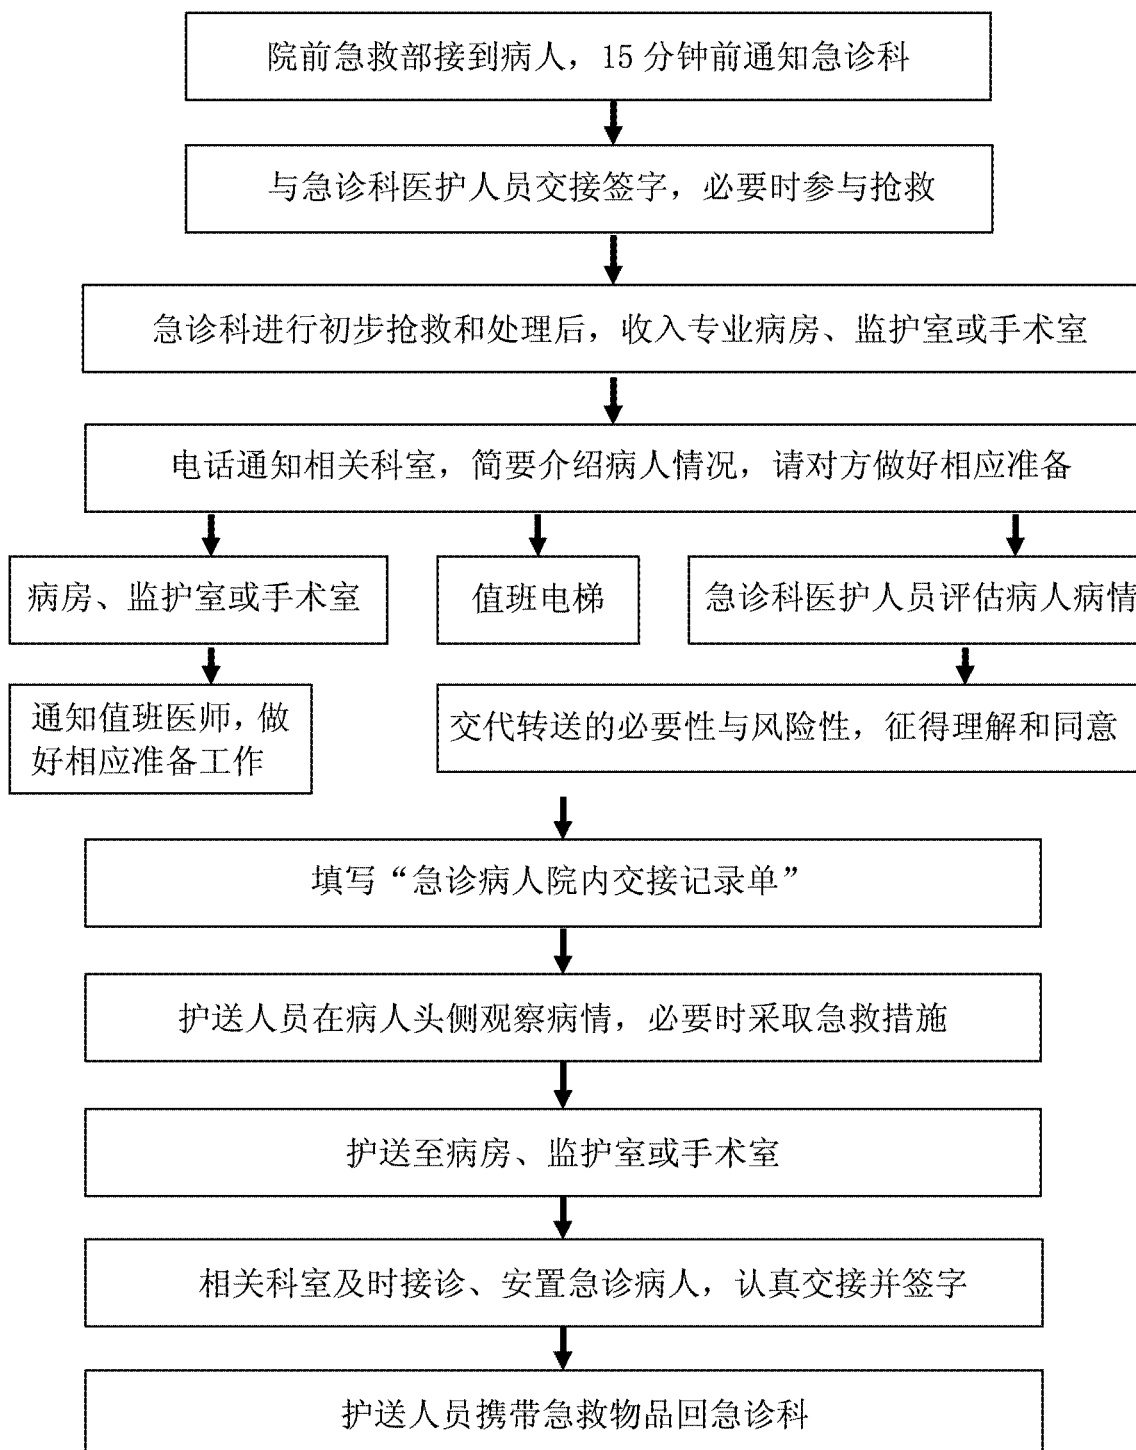 院前急救部接到病人，15分钟前通知急诊科
与急诊科医护人员交接签字，必要时参与抢救
急诊科进行初步抢救和处理后，收入专业病房、监护室或手术室
电话通知相关科室，简要介绍病人情况，请对方做好相应准备
病房、监护室或手术室
值班电梯
急诊科医护人员评估病人病情
通知值班医师，做
好相应准备工作
交代转送的必要性与风险性，征得理解和同意
填写“急诊病人院内交接记录单”
护送人员在病人头侧观察病情，必要时采取急救措施
护送至病房、监护室或手术室
相关科室及时接诊、安置急诊病人，认真交接并签字
护送人员携带急救物品回急诊科